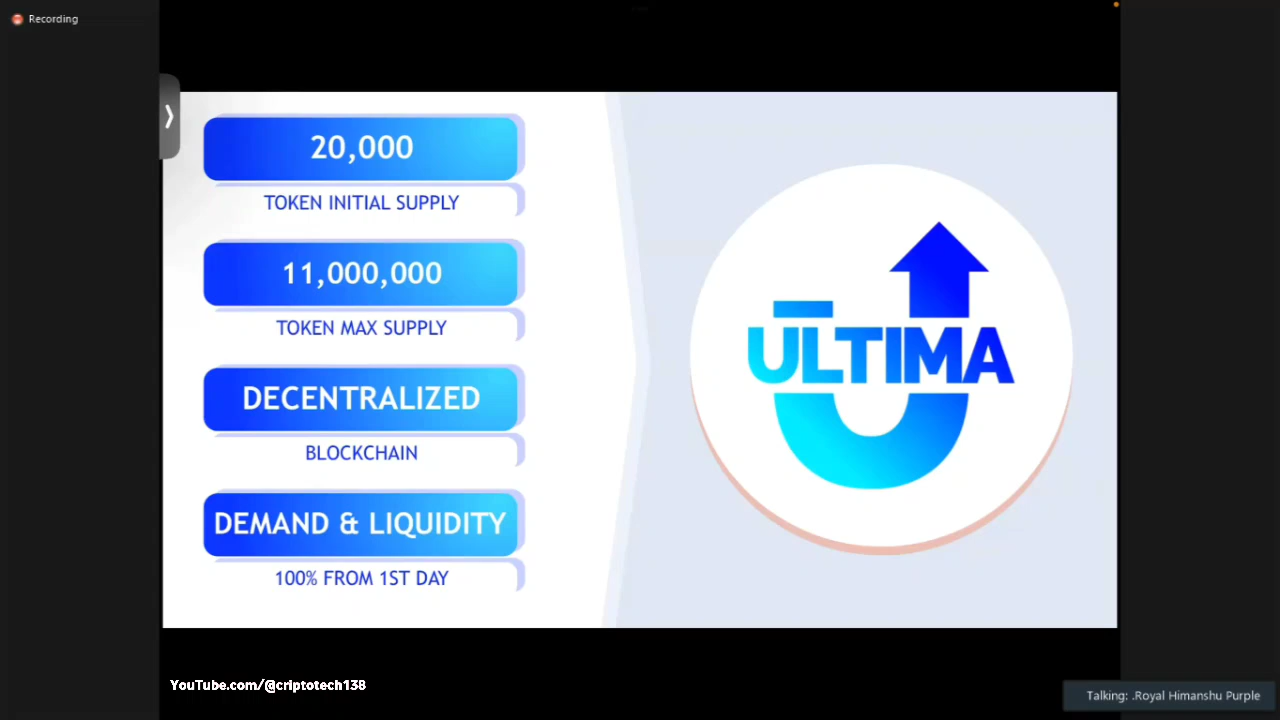 Recording
20,000
TOKEN INITIAL SUPPLY
11,000,000
TOKEN MAX SUPPLY
DECENTRALIZED
BLOCKCHAIN
DEMAND & LIQUIDITY
100% FROM 1ST DAY
ULTIMA
YouTube.com/@criptotech138
Talking: .Royal Himanshu Purple